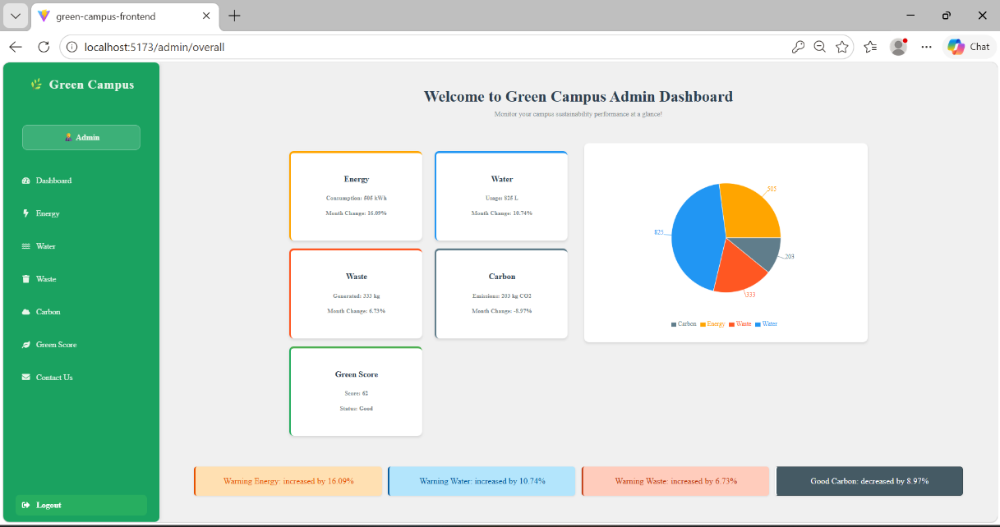 green-campus-frontend
localhost:5173/admin/overall
Chat
Green Campus
Admin
Dashboard
Energy
Water
Waste
Carbon
Green Score
Contact Us
Logout
Welcome to Green Campus Admin Dashboard
Monitor your campus sustainability performance at a glance!
Energy
Consumption: 505 kWh
Month Change: 16.09%
Water
Usage: 825 L
Month Change: 10.74%
Waste
Generated: 333 kg
Month Change: 6.73%
Carbon
Emissions: 203 kg CO2
Month Change: -8.97%
Green Score
Score: 62
Status: Good
505
825
203
333
Carbon Energy Waste Water
Warning Energy: increased by 16.09%
Warning Water: increased by 10.74%
Warning Waste: increased by 6.73%
Good Carbon: decreased by 8.97%